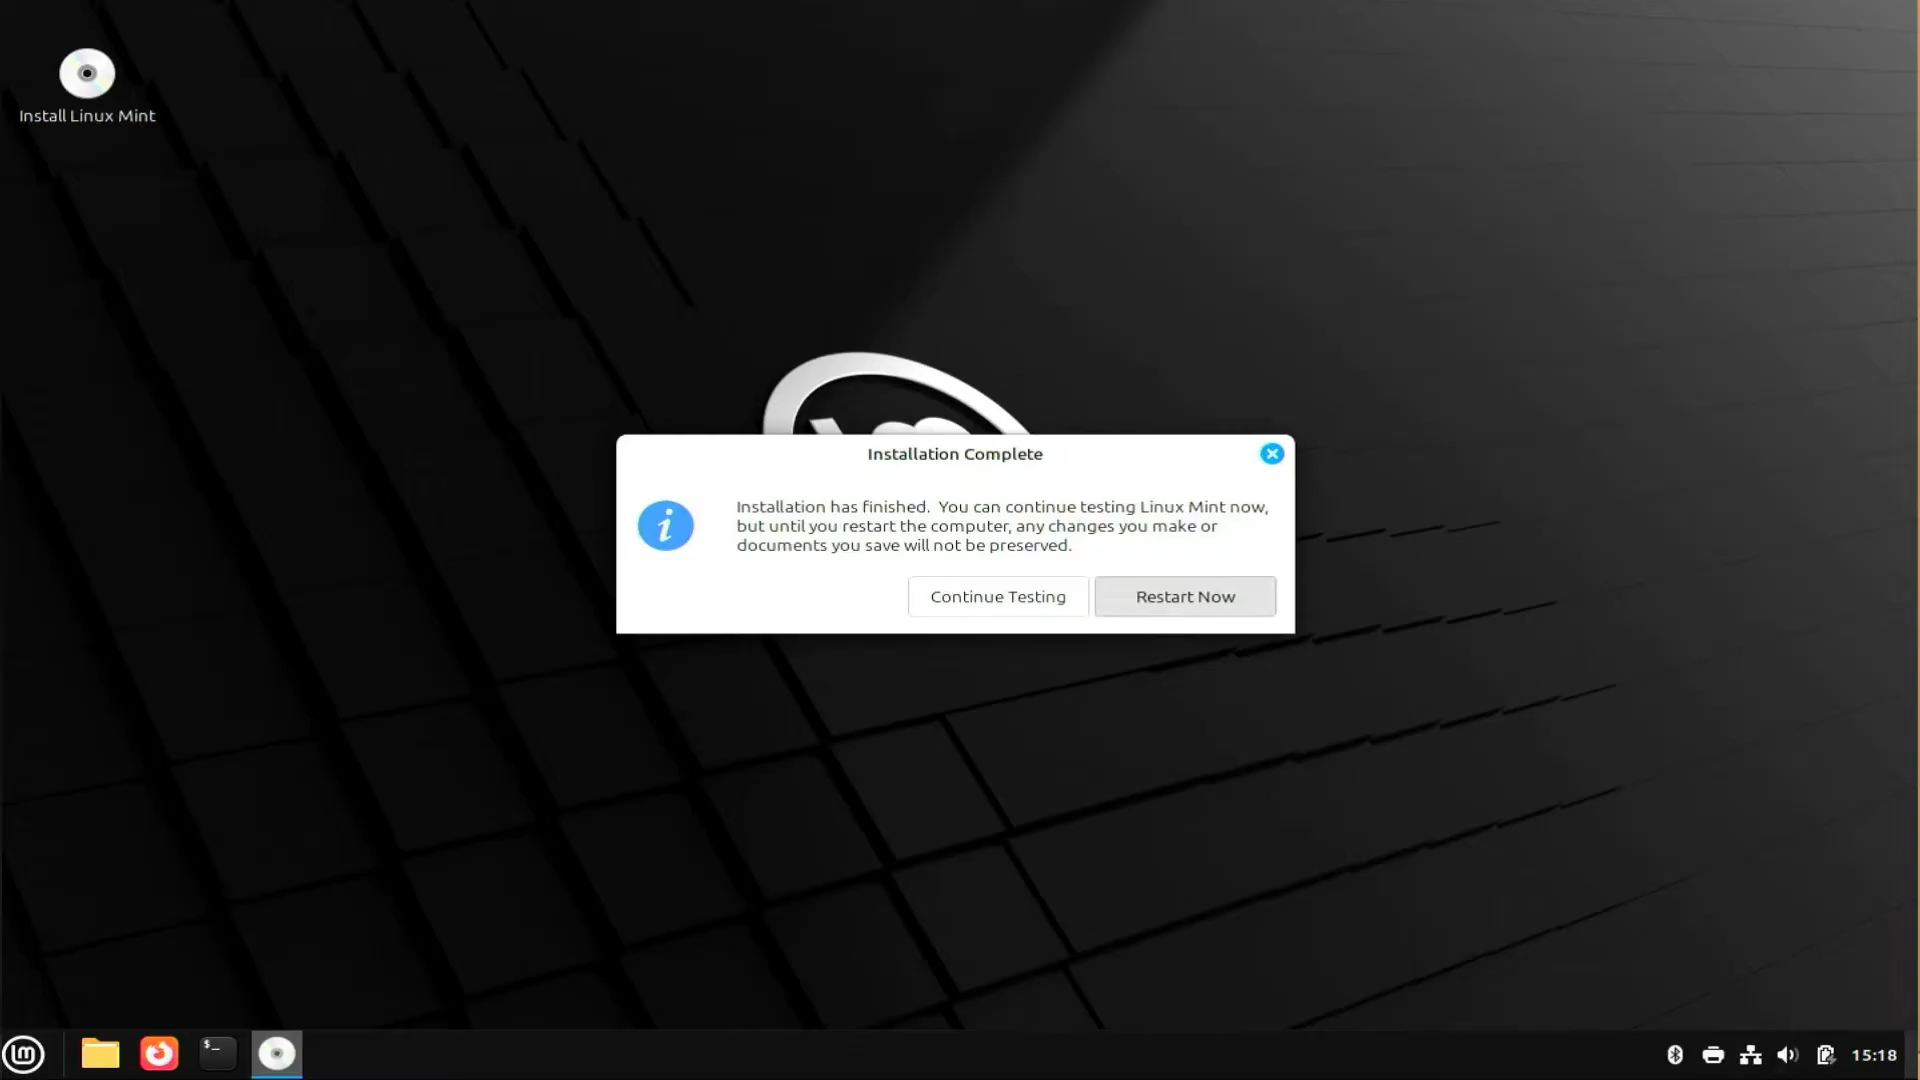 Install Linux Mint
Installation Complete
Installation has finished. You can continue testing Linux Mint now,
but until you restart the computer, any changes you make or
documents you save will not be preserved.
Continue Testing
Restart Now
$_
15:18